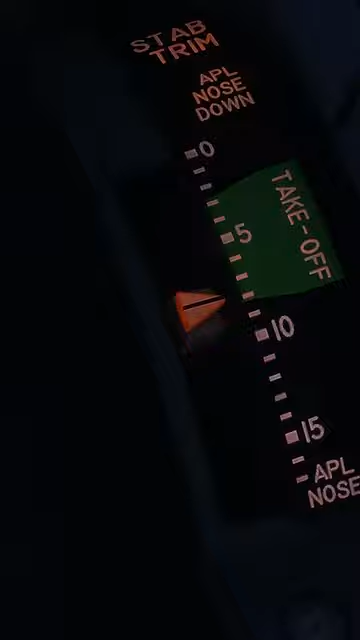 STAB
TRIM
APL
NOSE
DOWN
0
TAKE-OFF
5
10
15
APL
NOSE